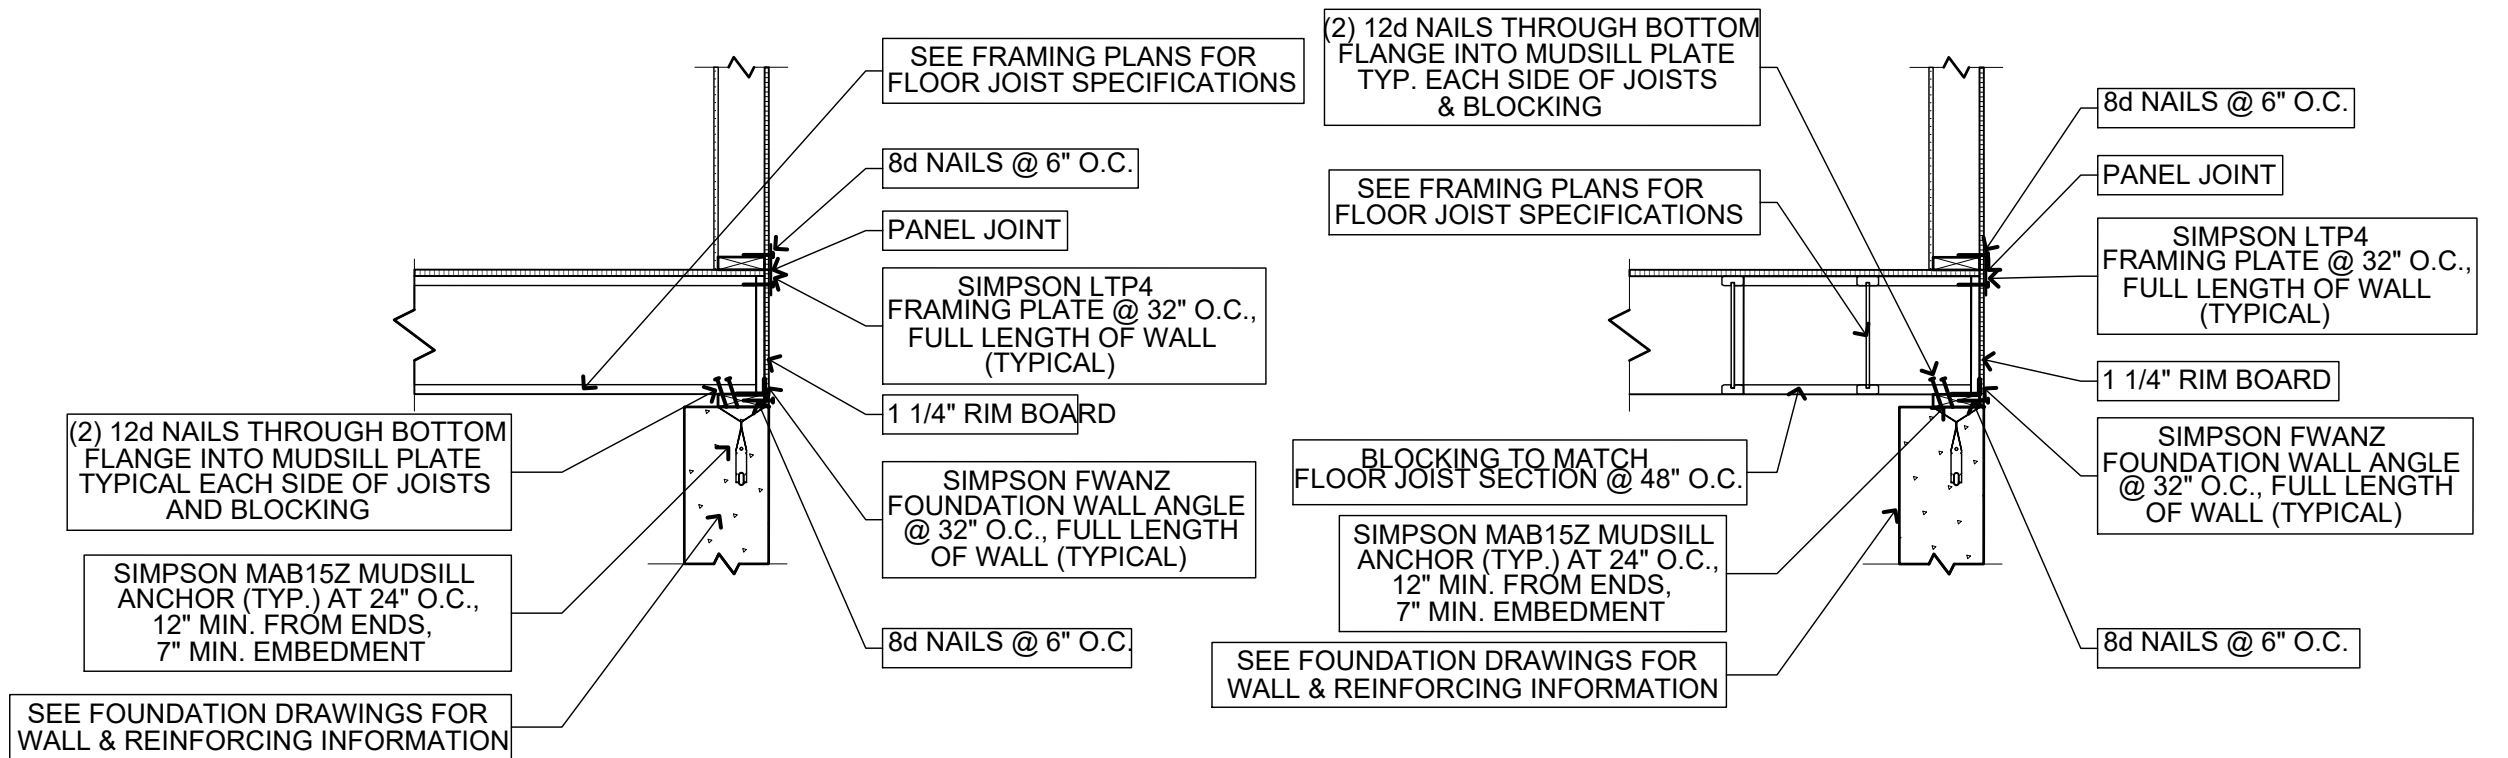 SEE FRAMING PLANS FOR
FLOOR JOIST SPECIFICATIONS
8d NAILS @ 6" O.C.
PANEL JOINT
SIMPSON LTP4
FRAMING PLATE @ 32" O.C.,
FULL LENGTH OF WALL
(TYPICAL)
1 1/4" RIM BOARD
SIMPSON FWANZ
FOUNDATION WALL ANGLE
@ 32" O.C., FULL LENGTH
OF WALL (TYPICAL)
8d NAILS @ 6" O.C.
(2) 12d NAILS THROUGH BOTTOM
FLANGE INTO MUDSILL PLATE
TYPICAL EACH SIDE OF JOISTS
AND BLOCKING
SIMPSON MAB15Z MUDSILL
ANCHOR (TYP.) AT 24" O.C.,
12" MIN. FROM ENDS,
7" MIN. EMBEDMENT
SEE FOUNDATION DRAWINGS FOR
WALL & REINFORCING INFORMATION
(2) 12d NAILS THROUGH BOTTOM
FLANGE INTO MUDSILL PLATE
TYP. EACH SIDE OF JOISTS
& BLOCKING
SEE FRAMING PLANS FOR
FLOOR JOIST SPECIFICATIONS
BLOCKING TO MATCH
FLOOR JOIST SECTION @ 48" O.C.
SIMPSON MAB15Z MUDSILL
ANCHOR (TYP.) AT 24" O.C.,
12" MIN. FROM ENDS,
7" MIN. EMBEDMENT
SEE FOUNDATION DRAWINGS FOR
WALL & REINFORCING INFORMATION
8d NAILS @ 6" O.C.
PANEL JOINT
SIMPSON LTP4
FRAMING PLATE @ 32" O.C.,
FULL LENGTH OF WALL
(TYPICAL)
1 1/4" RIM BOARD
SIMPSON FWANZ
FOUNDATION WALL ANGLE
@ 32" O.C., FULL LENGTH
OF WALL (TYPICAL)
8d NAILS @ 6" O.C.